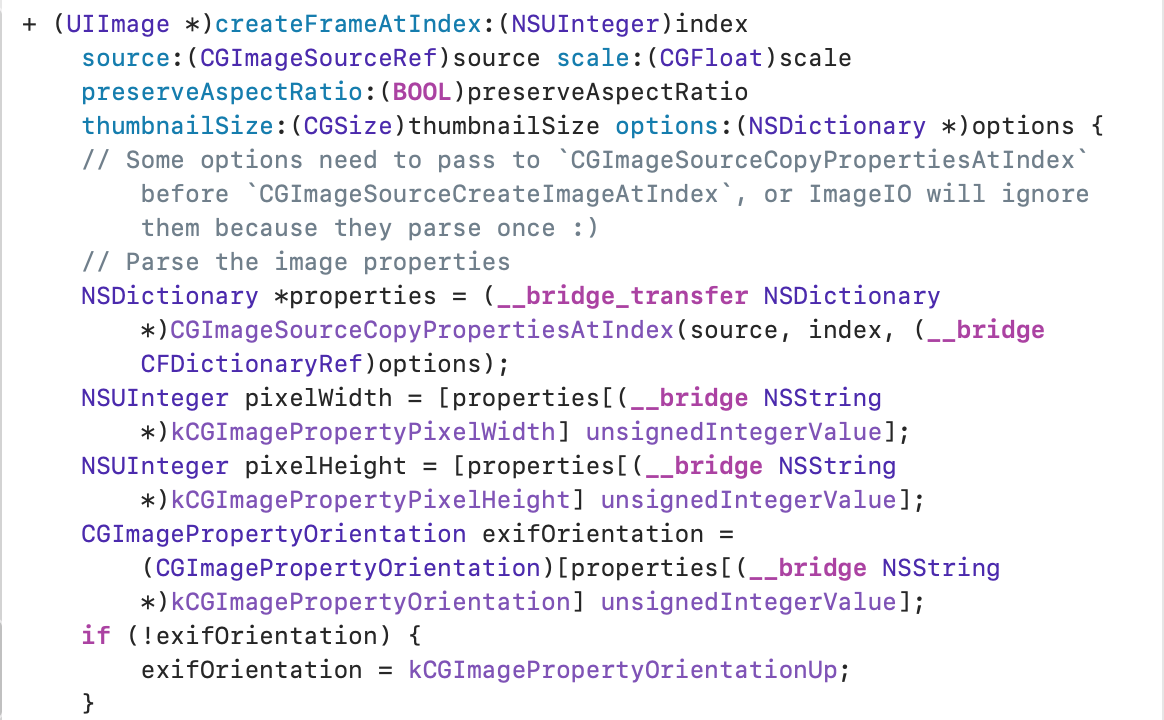 + (UIImage *)createFrameAtIndex:(NSUInteger)index
source:(CGImageSourceRef)source scale:(CGFloat)scale
preserveAspectRatio:(BOOL)preserveAspectRatio
thumbnailSize:(CGSize)thumbnailSize options:(NSDictionary *)options {
// Some options need to pass to `CGImageSourceCopyPropertiesAtIndex`
before `CGImageSourceCreateImageAtIndex`, or ImageIO will ignore
them because they parse once :)
// Parse the image properties
NSDictionary *properties = (__bridge_transfer NSDictionary
*)CGImageSourceCopyPropertiesAtIndex(source, index, (__bridge
CFDictionaryRef)options);
NSUInteger pixelWidth = [properties[(__bridge NSString
*)kCGImagePropertyPixelWidth] unsignedIntegerValue];
NSUInteger pixelHeight = [properties[(__bridge NSString
*)kCGImagePropertyPixelHeight] unsignedIntegerValue];
CGImagePropertyOrientation exifOrientation =
(CGImagePropertyOrientation)[properties[(__bridge NSString
*)kCGImagePropertyOrientation] unsignedIntegerValue];
if (!exifOrientation) {
exifOrientation = kCGImagePropertyOrientationUp;
}